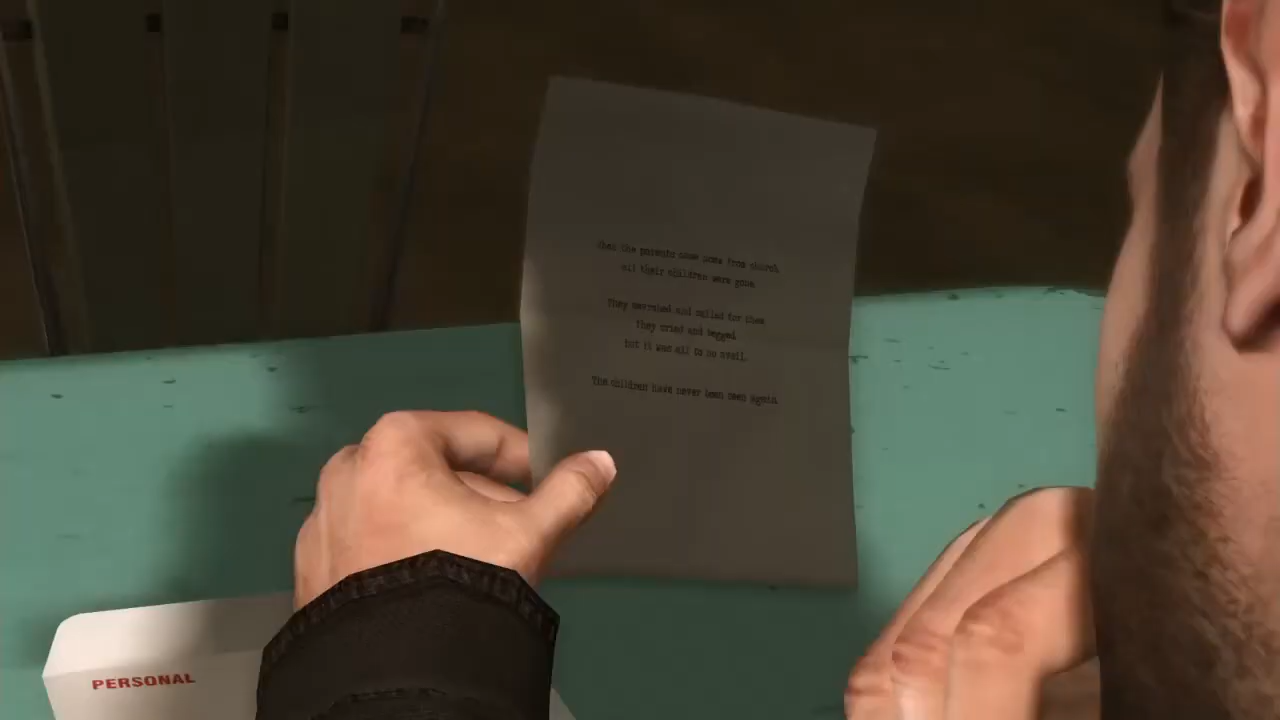 When the parents came home from church
all their children were gone
They searched and called for them
They cried and begged
but it was all to no avail.
The children have never been seen again.
PERSONAL